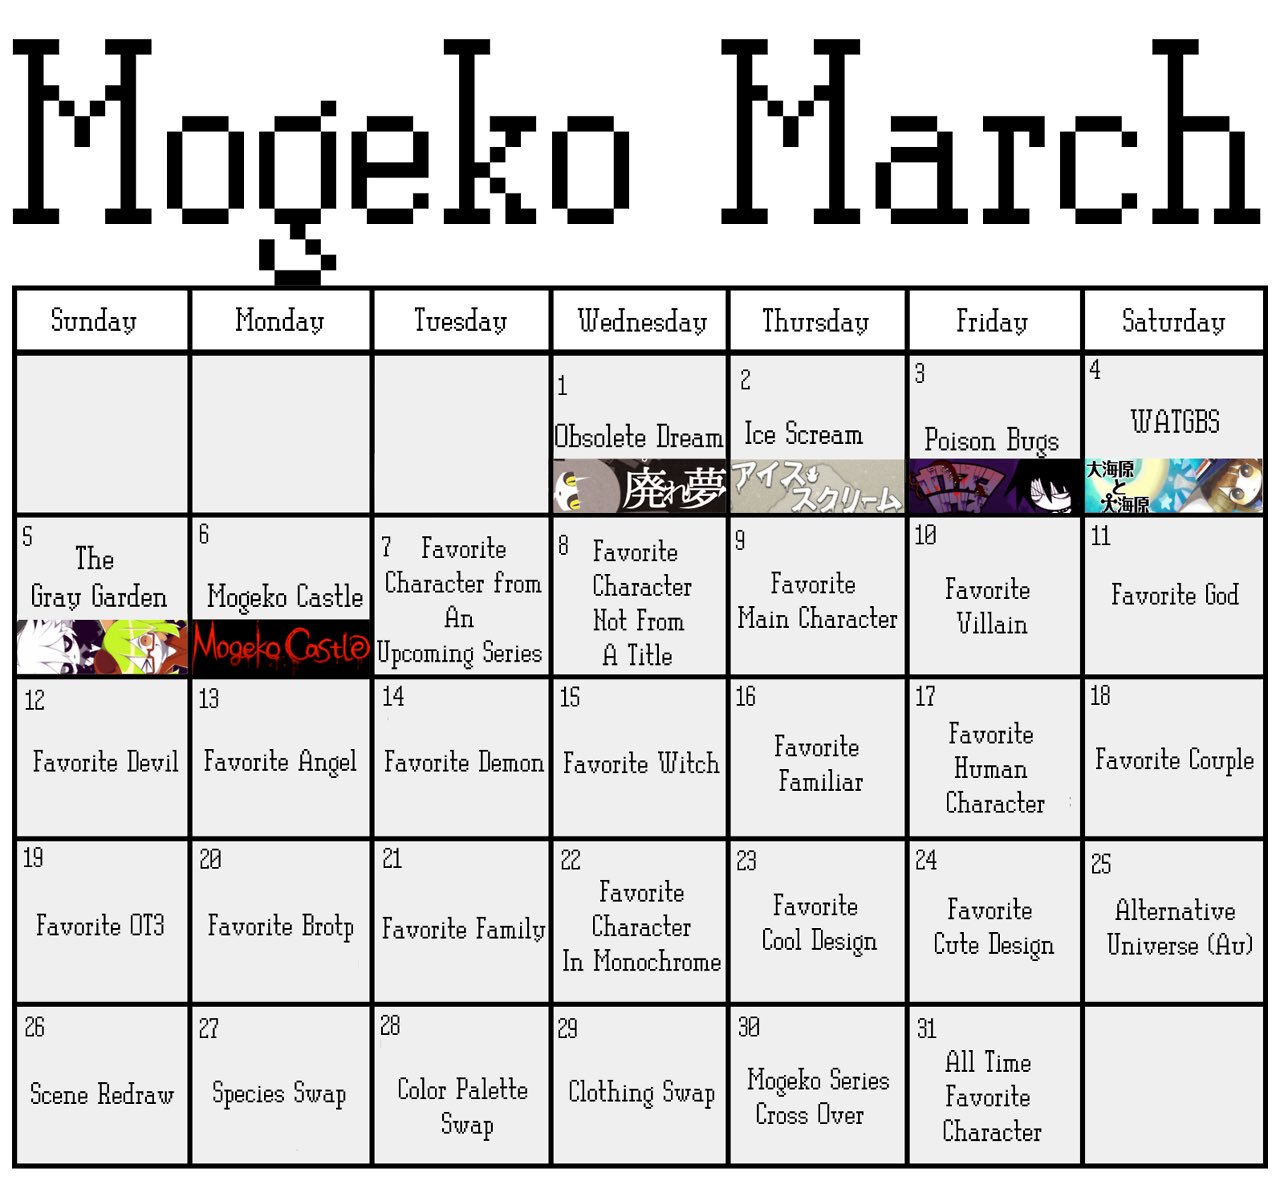 Mogeko March
Sunday Monday Tuesday Wednesday Thursday Friday Saturday
1
Obsolete Dream
廃れ夢
2
Ice Scream
アイス
スクリーム
3
Poison Bugs
4
WATGBS
大海原
と
大海原
5
The
Gray Garden
6
Mogeko Castle
Mogeko Castle
7
Favorite
Character from
An
Upcoming Series
8
Favorite
Character
Not From
A Title
9
Favorite
Main Character
10
Favorite
Villain
11
Favorite God
12
Favorite Devil
13
Favorite Angel
14
Favorite Demon
15
Favorite Witch
16
Favorite
Familiar
17
Favorite
Human
Character
18
Favorite Couple
19
Favorite OT3
20
Favorite Brotp
21
Favorite Family
22
Favorite
Character
In Monochrome
23
Favorite
Cool Design
24
Favorite
Cute Design
25
Alternative
Universe (Au)
26
Scene Redraw
27
Species Swap
28
Color Palette
Swap
29
Clothing Swap
30
Mogeko Series
Cross Over
31
All Time
Favorite
Character